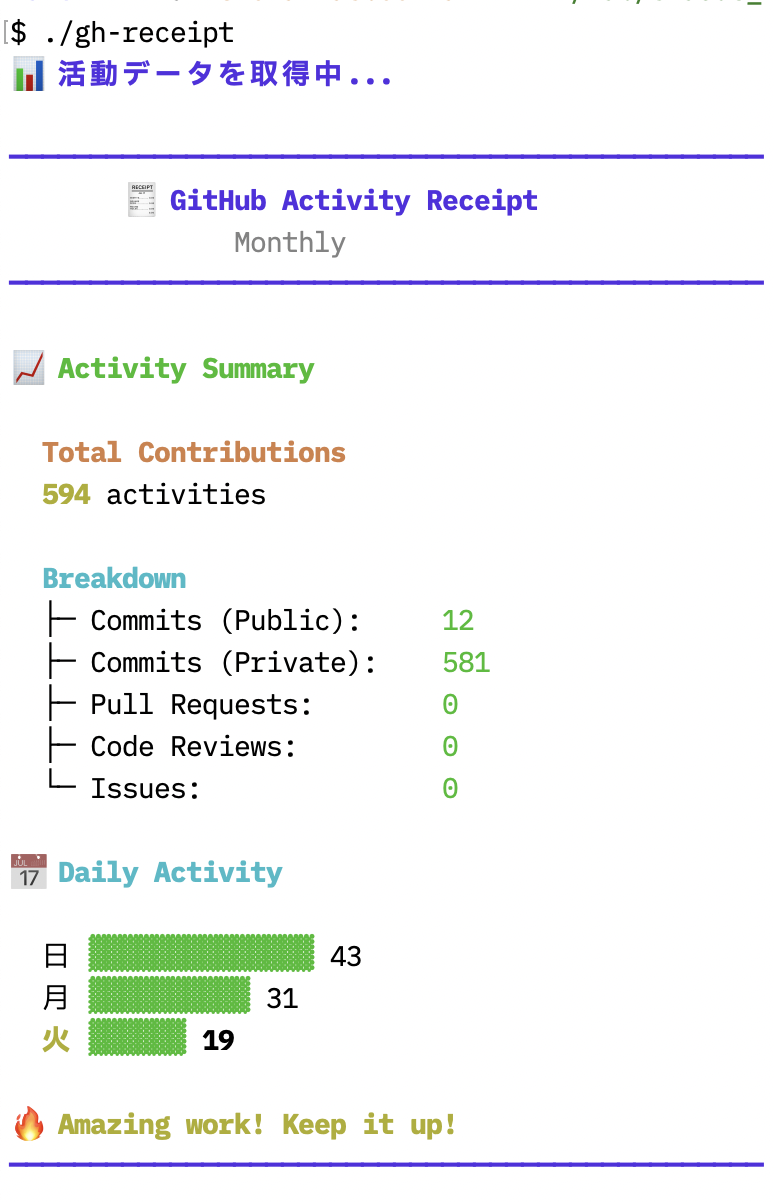 $ ./gh-receipt
📊 活動データを取得中...
🧾 GitHub Activity Receipt
Monthly
📈 Activity Summary
Total Contributions
594 activities
Breakdown
├─ Commits (Public): 12
├─ Commits (Private): 581
├─ Pull Requests: 0
├─ Code Reviews: 0
└─ Issues: 0
📅 Daily Activity
日 43
月 31
火 19
🔥 Amazing work! Keep it up!